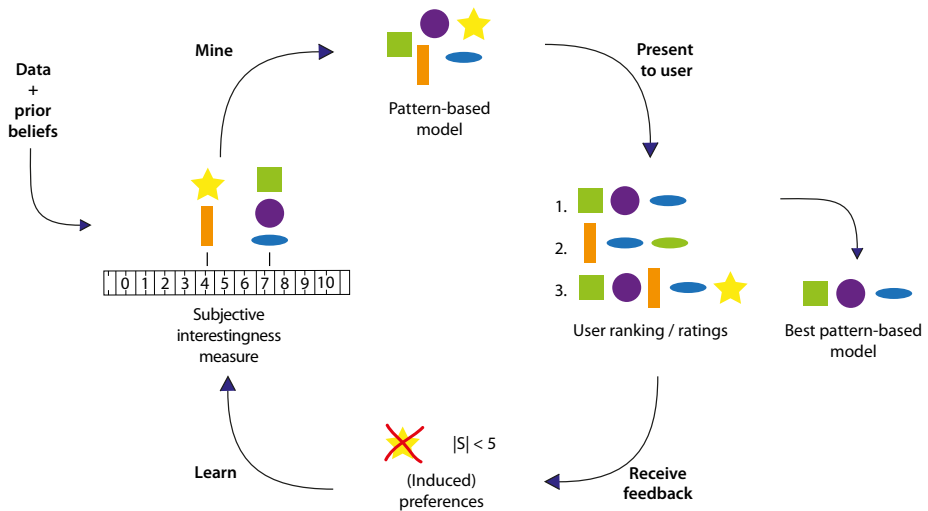 Mine
Data
+
prior
beliefs
Pattern-based
model
Present
to user
1.
2.
3.
0 1 2 3 4 5 6 7 8 9 10
Subjective
interestingness
measure
User ranking / ratings
Best pattern-based
model
Learn
|S| < 5
(Induced)
preferences
Receive
feedback